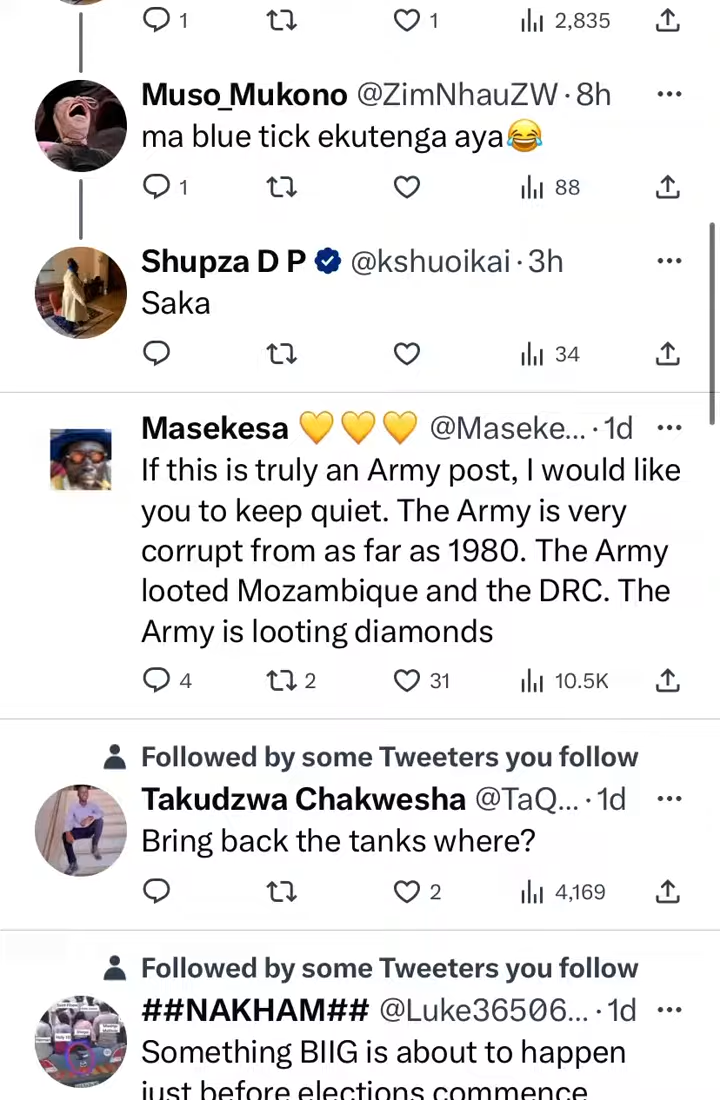 1 1 2,835
Muso_Mukono @ZimNhauZW · 8h ...
ma blue tick ekutenga aya😂
1 88
Shupza D P @kshuoikai · 3h ...
Saka
34
Masekesa 💛💛💛 @Maseke... · 1d ...
If this is truly an Army post, I would like
you to keep quiet. The Army is very
corrupt from as far as 1980. The Army
looted Mozambique and the DRC. The
Army is looting diamonds
4 2 31 10.5K
Followed by some Tweeters you follow
Takudzwa Chakwesha @TaQ... · 1d ...
Bring back the tanks where?
2 4,169
Followed by some Tweeters you follow
##NAKHAM## @Luke36506... · 1d ...
Something BIIG is about to happen
just before elections commence